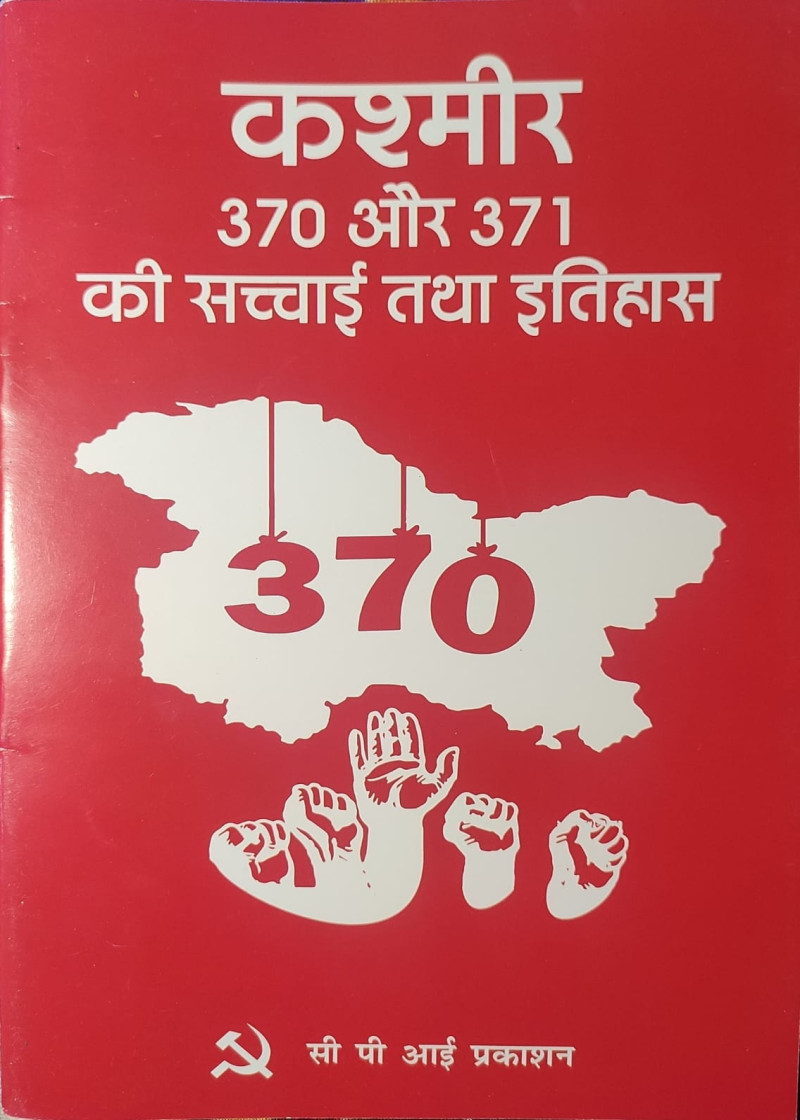 कश्मीर
370 और 371
की सच्चाई तथा इतिहास
370
सी पी आई प्रकाशन